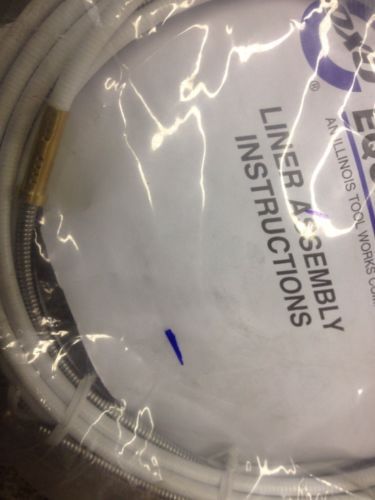 ®
AN ILLINOIS TOOL WORKS COM
LINER ASSEMBLY
INSTRUCTIONS